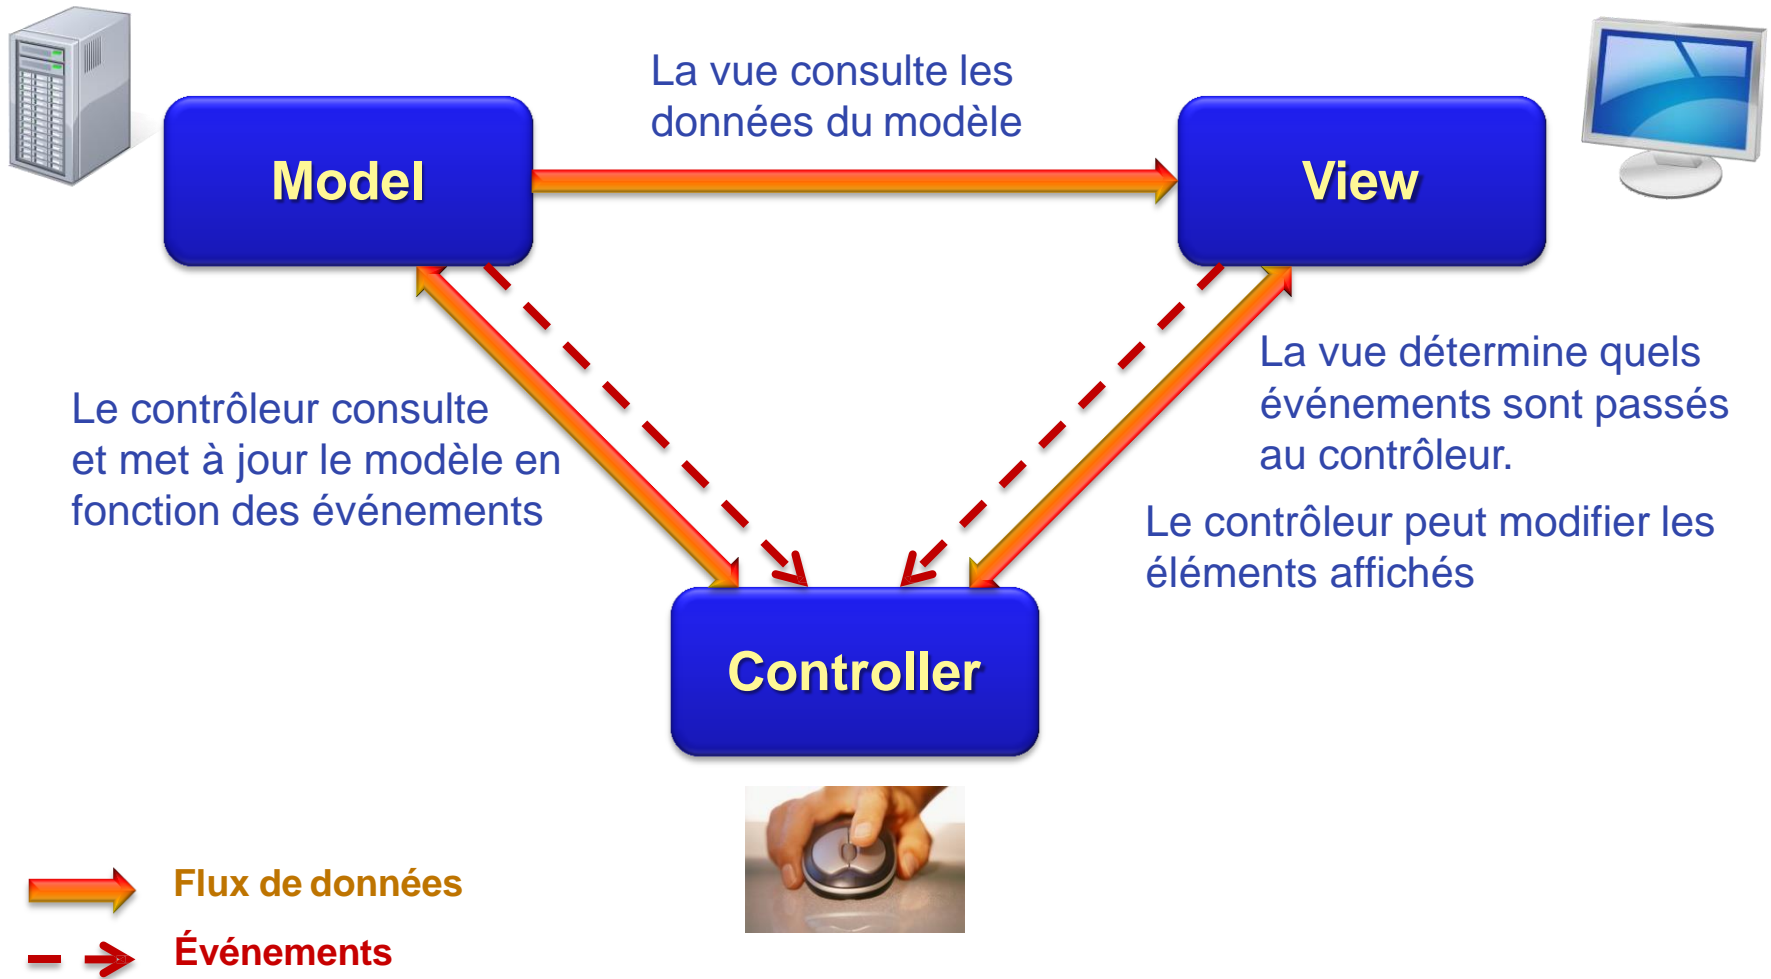 La vue consulte les
données du modèle
Model
View
La vue détermine quels
événements sont passés
au contrôleur.
Le contrôleur consulte
et met à jour le modèle en
fonction des événements
Le contrôleur peut modifier les
éléments affichés
Controller
Flux de données
Événements